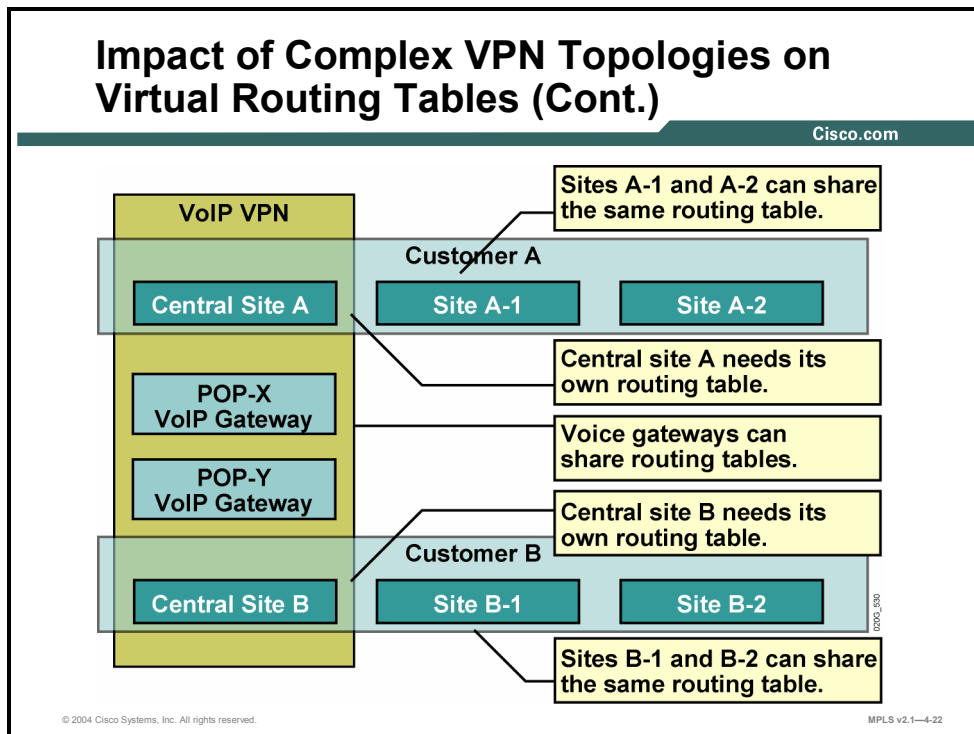 Impact of Complex VPN Topologies on
Virtual Routing Tables (Cont.)
Cisco.com
VoIP VPN
Sites A-1 and A-2 can share
the same routing table.
Customer A
Central Site A
Site A-1
Site A-2
Central site A needs its
own routing table.
POP-X
VoIP Gateway
Voice gateways can
share routing tables.
POP-Y
VoIP Gateway
Central site B needs its
own routing table.
Customer B
Central Site B
Site B-1
Site B-2
020G_530
Sites B-1 and B-2 can share
the same routing table.
© 2004 Cisco Systems, Inc. All rights reserved.
MPLS v2.1—4-22